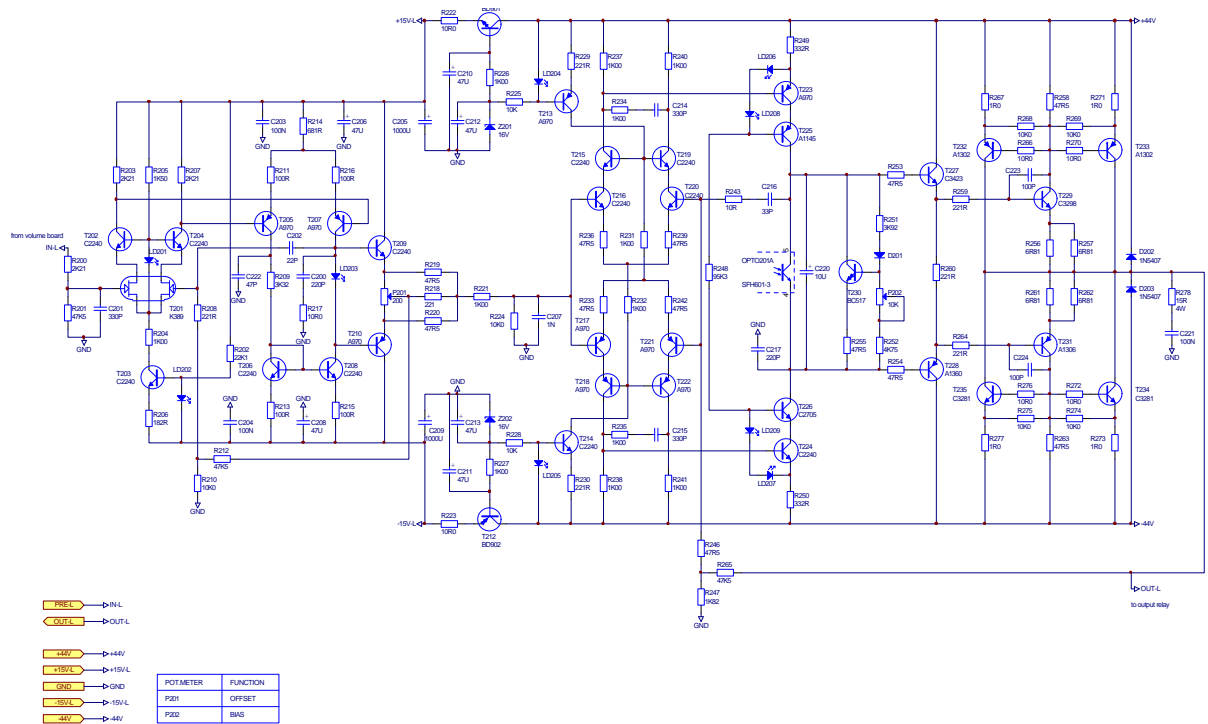 +15V-L
R222
10R0
BD901
+44V
R249
332R
C210
47U
R226
1K00
LD204
R229
221R
R237
1K00
R240
1K00
LD206
T223
A970
R225
10K
T213
A970
R234
1K00
C214
330P
LD208
R267
1R0
R258
47R5
R271
1R0
C203
100N
GND
R214
681R
C206
47U
GND
C205
1000U
C212
47U
Z201
16V
GND
T225
A1145
R268
10K0
R269
10K0
T232
A1302
R266
10R0
R270
10R0
T233
A1302
T215
C2240
T219
C2240
R203
2K21
R205
1K50
R207
2K21
R211
100R
R216
100R
R253
47R5
T227
C3423
C223
100P
T216
C2240
T220
C2240
R243
10R
C216
33P
R259
221R
T229
C3298
T205
A970
T207
A970
R251
3K92
from volume board
IN-L
T202
C2240
T204
C2240
LD201
C202
22P
T209
C2240
R236
47R5
R231
1K00
R239
47R5
R256
6R81
R257
6R81
D202
1N5407
R200
2K21
C222
47P
GND
R209
3K32
C200
220P
LD203
R219
47R5
R248
95K3
OPTO201A
SFH601-3
C220
10U
D201
T230
BC517
R260
221R
R201
47K5
C201
330P
GND
T201
K389
R208
221R
R217
10R0
GND
P201
200
R218
221
R220
47R5
R221
1K00
R224
10K0
C207
1N
GND
R233
47R5
R232
1K00
R242
47R5
P202
10K
R261
6R81
R262
6R81
D203
1N5407
R278
15R
4W
C221
100N
GND
R204
1K00
T210
A970
T217
A970
T221
A970
GND
C217
220P
R255
47R5
R252
4K75
R254
47R5
R264
221R
T231
A1306
R202
22K1
T203
C2240
LD202
T206
C2240
T208
C2240
T228
A1360
C224
100P
T218
A970
T222
A970
R206
182R
GND
C204
100N
R213
100R
GND
C208
47U
R215
100R
GND
C209
1000U
C213
47U
Z202
16V
R228
10K
T214
C2240
R235
1K00
C215
330P
T226
C2705
LD209
T235
C3281
R276
10R0
R272
10R0
T234
C3281
R275
10K0
R274
10K0
R212
47K5
T224
C2240
R277
1R0
R263
47R5
R273
1R0
R210
10K0
GND
C211
47U
R227
1K00
LD205
R230
221R
R238
1K00
R241
1K00
LD207
R250
332R
-15V-L
R223
10R0
T212
BD902
-44V
R246
47R5
R265
47K5
R247
1K82
GND
OUT-L
to output relay
PRE-L IN-L
OUT-L OUT-L
+44V +44V
+15V-L +15V-L
GND GND
-15V-L -15V-L
-44V -44V
POT.METER FUNCTION
P201 OFFSET
P202 BIAS